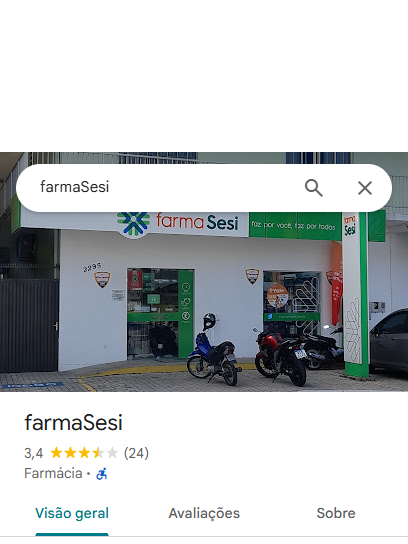 farmaSesi
farma Sesi
faz por você, faz por todos
farma
Sesi
2295
farmaSesi
3,4 (24)
Farmácia ·
Visão geral
Avaliações
Sobre